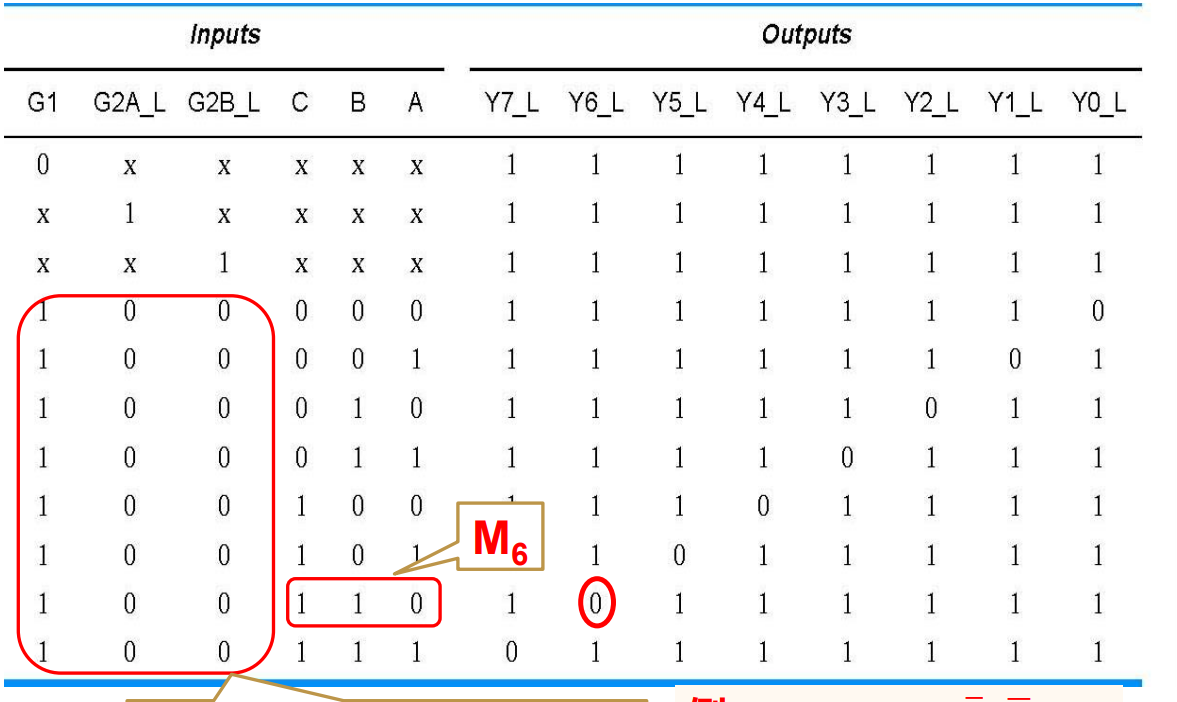 Inputs Outputs
G1 G2A_L G2B_L C B A Y7_L Y6_L Y5_L Y4_L Y3_L Y2_L Y1_L Y0_L
0 x x x x x 1 1 1 1 1 1 1 1
x 1 x x x x 1 1 1 1 1 1 1 1
x x 1 x x x 1 1 1 1 1 1 1 1
1 0 0 0 0 0 1 1 1 1 1 1 1 0
1 0 0 0 0 1 1 1 1 1 1 1 0 1
1 0 0 0 1 0 1 1 1 1 1 0 1 1
1 0 0 0 1 1 1 1 1 1 0 1 1 1
1 0 0 1 0 0 1 1 1 0 1 1 1 1
1 0 0 1 0 1 M6 1 0 1 1 1 1 1
1 0 0 1 1 0 1 0 1 1 1 1 1 1
1 0 0 1 1 1 0 1 1 1 1 1 1 1